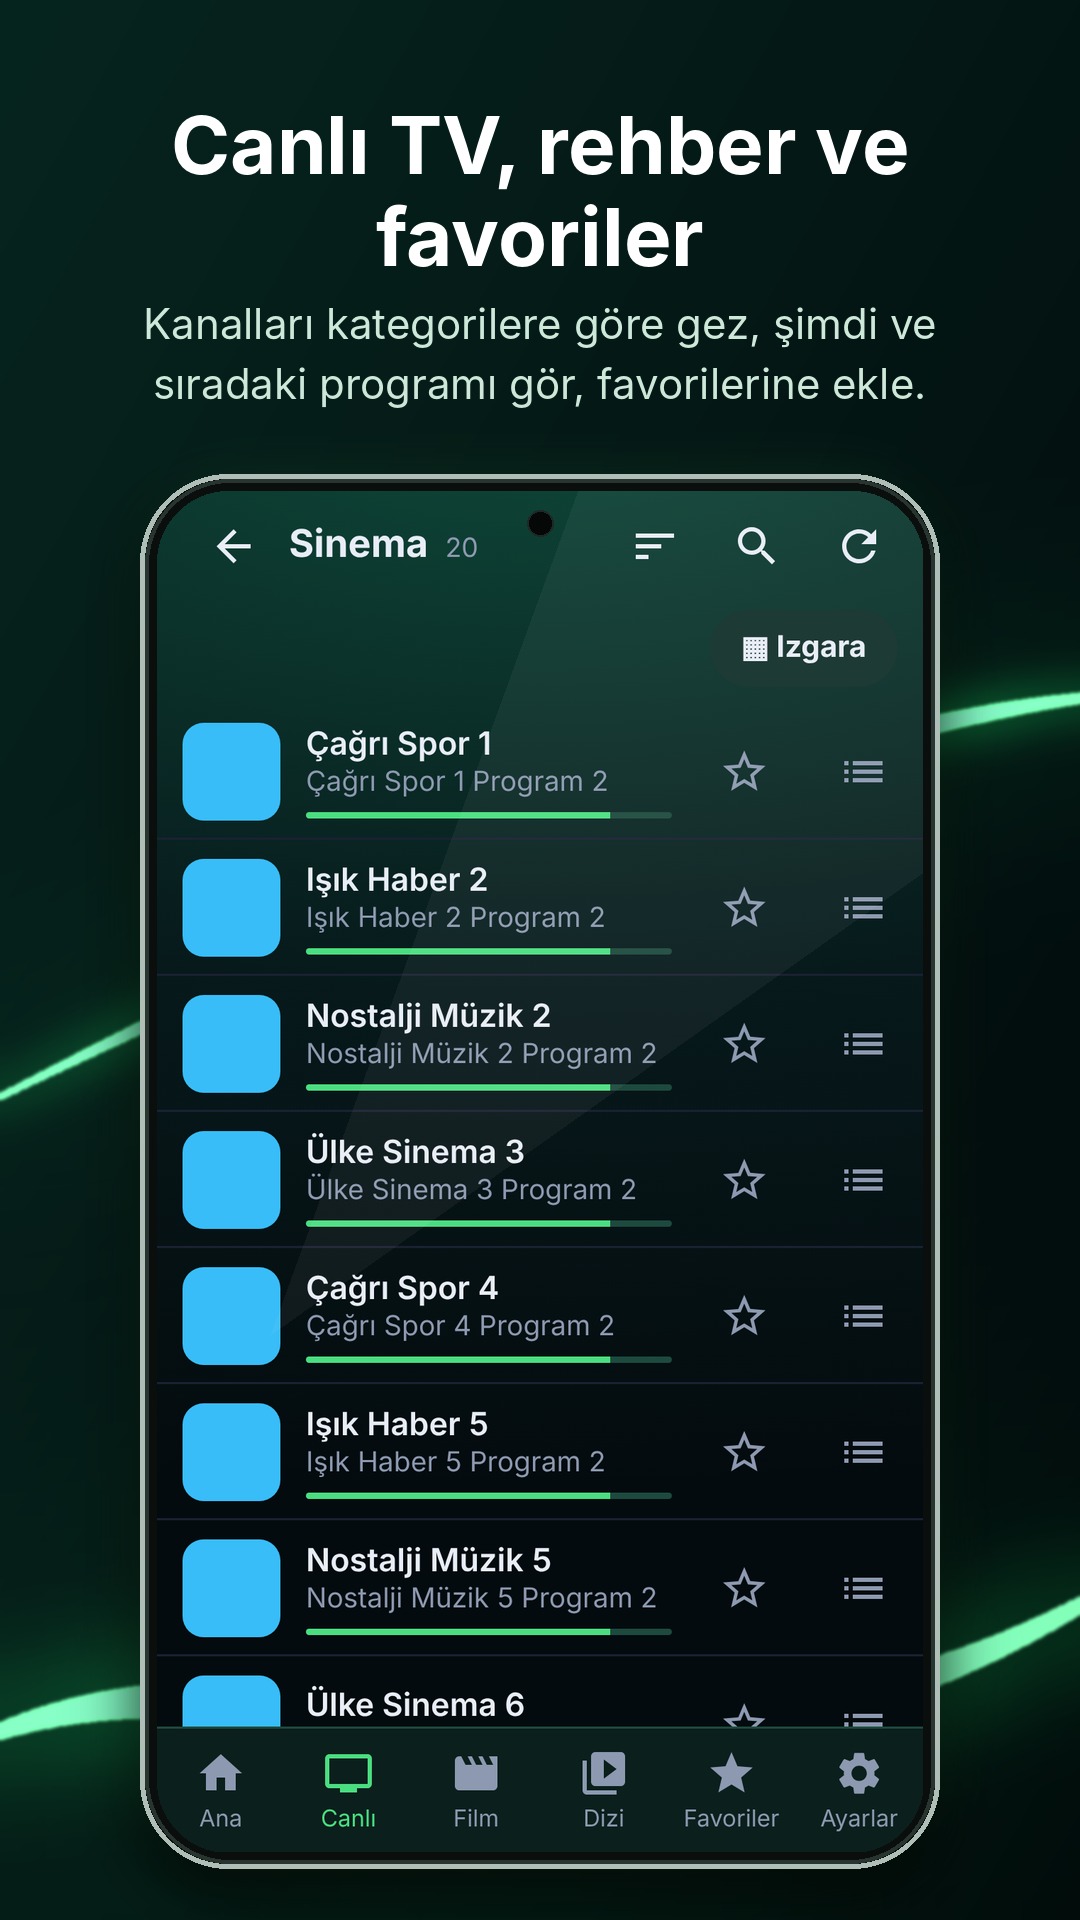 Canlı TV, rehber ve
favoriler
Kanalları kategorilere göre gez, şimdi ve
sıradaki programı gör, favorilerine ekle.
Sinema 20
Izgara
Çağrı Spor 1
Çağrı Spor 1 Program 2
Işık Haber 2
Işık Haber 2 Program 2
Nostalji Müzik 2
Nostalji Müzik 2 Program 2
Ülke Sinema 3
Ülke Sinema 3 Program 2
Çağrı Spor 4
Çağrı Spor 4 Program 2
Işık Haber 5
Işık Haber 5 Program 2
Nostalji Müzik 5
Nostalji Müzik 5 Program 2
Ülke Sinema 6
Ana Canlı Film Dizi Favoriler Ayarlar